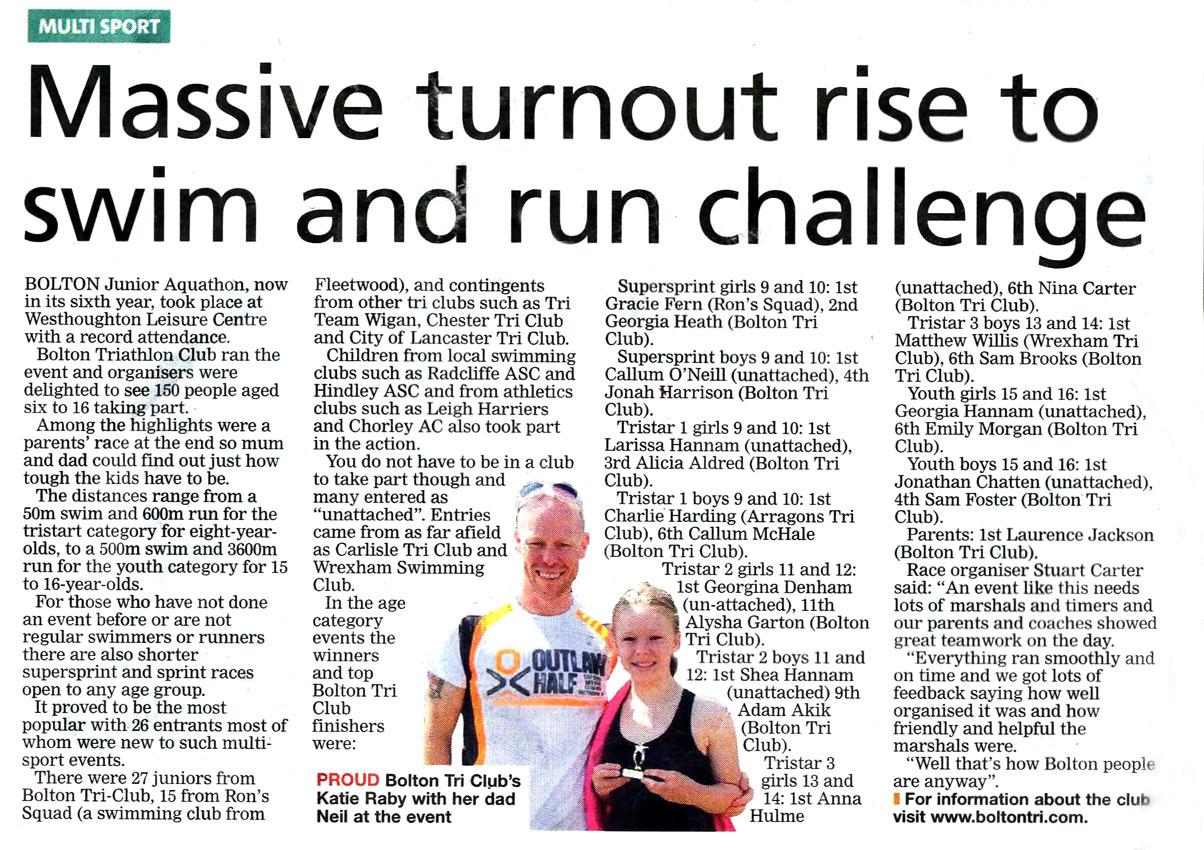 MULTI SPORT
Massive turnout rise to
swim and run challenge
BOLTON Junior Aquathon, now
in its sixth year, took place at
Westhoughton Leisure Centre
with a record attendance.
Bolton Triathlon Club ran the
event and organisers were
delighted to see 150 people aged
six to 16 taking part.
Among the highlights were a
parents' race at the end so mum
and dad could find out just how
tough the kids have to be.
The distances range from a
50m swim and 600m run for the
tristart category for eight-year-
olds, to a 500m swim and 3600m
run for the youth category for 15
to 16-year-olds.
For those who have not done
an event before or are not
regular swimmers or runners
there are also shorter
supersprint and sprint races
open to any age group.
It proved to be the most
popular with 26 entrants most of
whom were new to such multi-
sport events.
There were 27 juniors from
Bolton Tri-Club, 15 from Ron's
Squad (a swimming club from
Fleetwood), and contingents
from other tri clubs such as Tri
Team Wigan, Chester Tri Club
and City of Lancaster Tri Club.
Children from local swimming
clubs such as Radcliffe ASC and
Hindley ASC and from athletics
clubs such as Leigh Harriers
and Chorley AC also took part
in the action.
You do not have to be in a club
to take part though and
many entered as
"unattached". Entries
came from as far afield
as Carlisle Tri Club and
Wrexham Swimming
Club.
In the age
category
events the
winners
and top
Bolton Tri
Club
finishers
were:
OUTLAW
HALF
PROUD Bolton Tri Club's
Katie Raby with her dad
Neil at the event
Supersprint girls 9 and 10: 1st
Gracie Fern (Ron's Squad), 2nd
Georgia Heath (Bolton Tri
Club).
Supersprint boys 9 and 10: 1st
Callum O'Neill (unattached), 4th
Jonah Harrison (Bolton Tri
Club).
Tristar 1 girls 9 and 10: 1st
Larissa Hannam (unattached),
3rd Alicia Aldred (Bolton Tri
Club).
Tristar 1 boys 9 and 10: 1st
Charlie Harding (Arragons Tri
Club), 6th Callum McHale
(Bolton Tri Club).
Tristar 2 girls 11 and 12:
1st Georgina Denham
(un-attached), 11th
Alysha Garton (Bolton
Tri Club).
Tristar 2 boys 11 and
12: 1st Shea Hannam
(unattached) 9th
Adam Akik
(Bolton Tri
Club).
Tristar 3
girls 13 and
14: 1st Anna
Hulme
(unattached), 6th Nina Carter
(Bolton Tri Club).
Tristar 3 boys 13 and 14: 1st
Matthew Willis (Wrexham Tri
Club), 6th Sam Brooks (Bolton
Tri Club).
Youth girls 15 and 16: 1st
Georgia Hannam (unattached),
6th Emily Morgan (Bolton Tri
Club).
Youth boys 15 and 16: 1st
Jonathan Chatten (unattached),
4th Sam Foster (Bolton Tri
Club).
Parents: 1st Laurence Jackson
(Bolton Tri Club).
Race organiser Stuart Carter
said: "An event like this needs
lots of marshals and timers and
our parents and coaches showed
great teamwork on the day.
"Everything ran smoothly and
on time and we got lots of
feedback saying how well
organised it was and how
friendly and helpful the
marshals were.
"Well that's how Bolton people
are anyway".
For information about the club
visit www.boltontri.com.